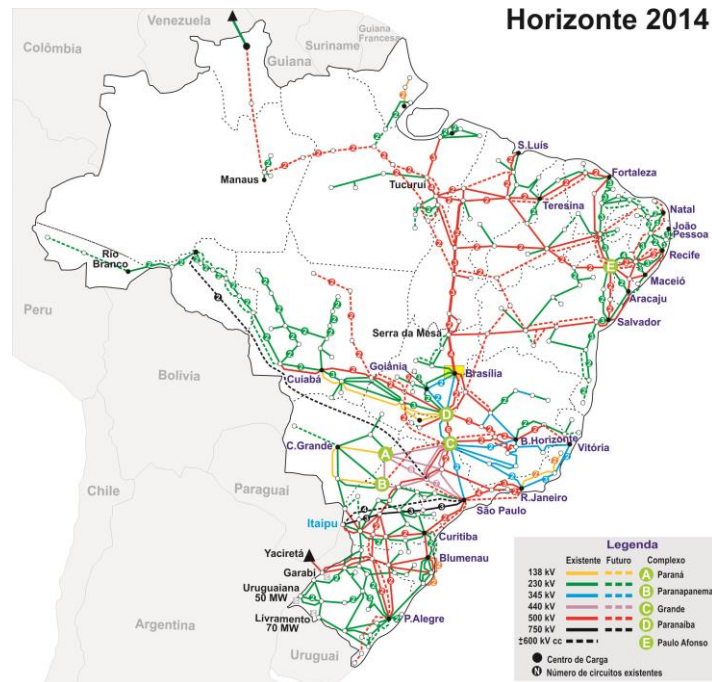 Horizonte 2014
Venezuela
Colômbia
Guiana
Suriname
Guiana
Francesa
Manaus
Tucuruí
S.Luís
Fortaleza
Teresina
Natal
João
Pessoa
Recife
Maceió
Aracaju
Salvador
E
Rio
Branco
Peru
Serra da Mesa
Bolívia
Cuiabá
Goiânia
Brasília
D
C.Grande
A
C
B.Horizonte
Vitória
B
Paraguai
Chile
São Paulo
R.Janeiro
Itaipu
Curitiba
Yaciretá
Garabi
Blumenau
Uruguaiana
50 MW
Livramento
70 MW
P.Alegre
Argentina
Uruguai
Legenda
Existente Futuro Complexo
138 kV A Paraná
230 kV
345 kV B Paranapanema
440 kV C Grande
500 kV D Paranaíba
750 kV
±600 kV cc E Paulo Afonso
Centro de Carga
N Número de circuitos existentes